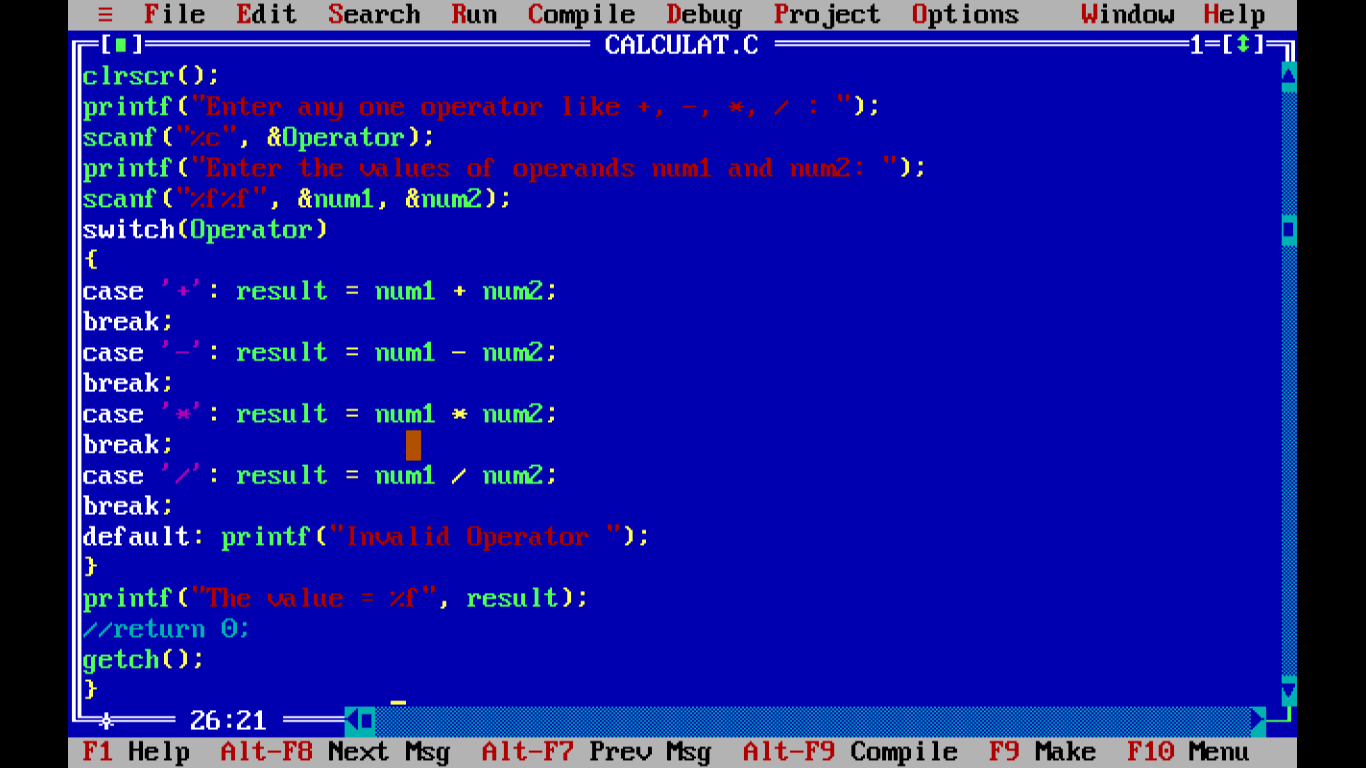 ≡ File Edit Search Run Compile Debug Project Options Window Help
[■] CALCULAT.C 1=[↕]
clrscr();
printf("Enter any one operator like +, -, *, / : ");
scanf("%c", &Operator);
printf("Enter the values of operands num1 and num2: ");
scanf("%f%f", &num1, &num2);
switch(Operator)
{
case '+': result = num1 + num2;
break;
case '-': result = num1 - num2;
break;
case '*': result = num1 * num2;
break;
case '/': result = num1 / num2;
break;
default: printf("Invalid Operator ");
}
printf("The value = %f", result);
//return 0;
getch();
}
26:21
F1 Help Alt-F8 Next Msg Alt-F7 Prev Msg Alt-F9 Compile F9 Make F10 Menu